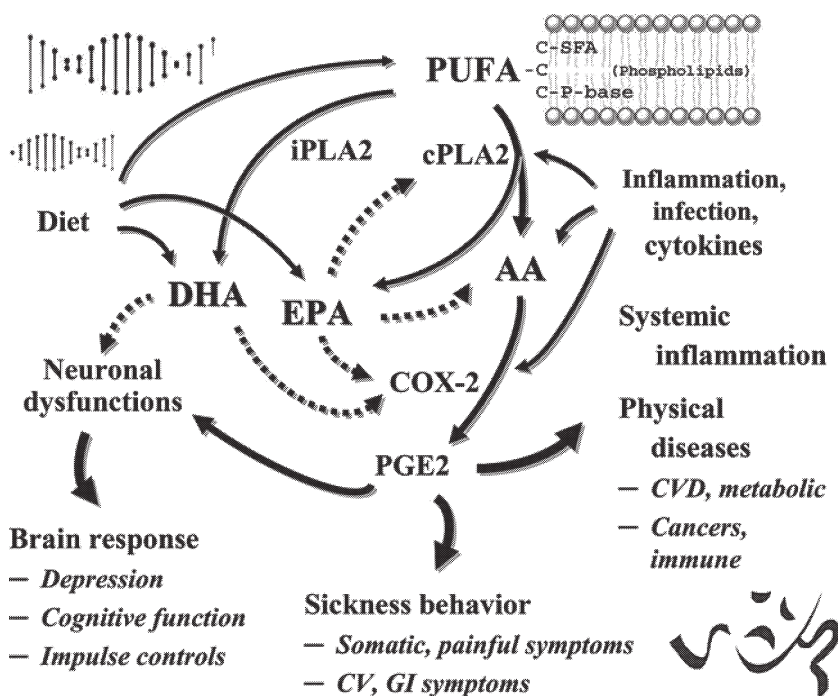 C-SFA
PUFA -C (Phospholipids)
C-P-base
iPLA2
cPLA2
Inflammation,
infection,
cytokines
Diet
DHA
EPA
AA
Systemic
inflammation
Neuronal
dysfunctions
COX-2
Physical
diseases
– CVD, metabolic
– Cancers,
immune
PGE2
Brain response
– Depression
– Cognitive function
– Impulse controls
Sickness behavior
– Somatic, painful symptoms
– CV, GI symptoms